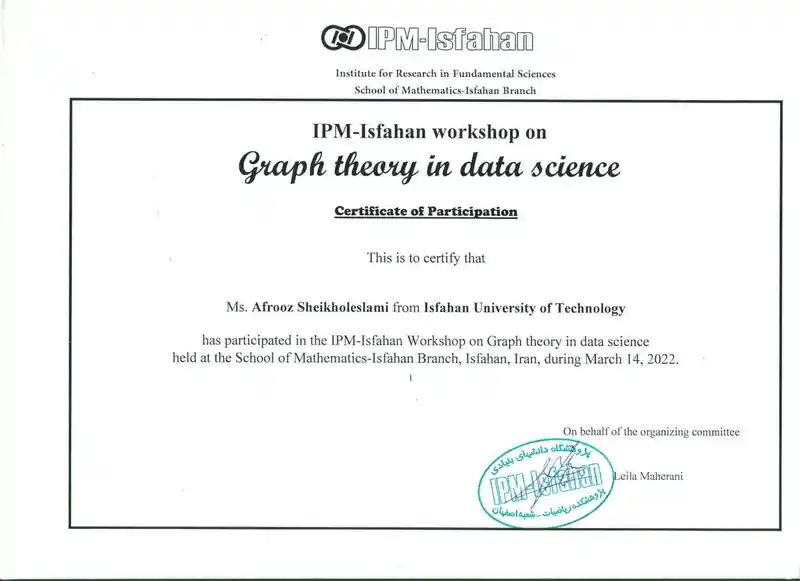 IPM-Isfahan
Institute for Research in Fundamental Sciences
School of Mathematics-Isfahan Branch
IPM-Isfahan workshop on
Graph theory in data science
Certificate of Participation
This is to certify that
Ms. Afrooz Sheikholeslami from Isfahan University of Technology
has participated in the IPM-Isfahan Workshop on Graph theory in data science
held at the School of Mathematics-Isfahan Branch, Isfahan, Iran, during March 14, 2022.
On behalf of the organizing committee
Leila Maherani
پژوهشگاه دانشهای بنیادی
IPM-Isfahan
پژوهشکده ریاضیات - شعبه اصفهان